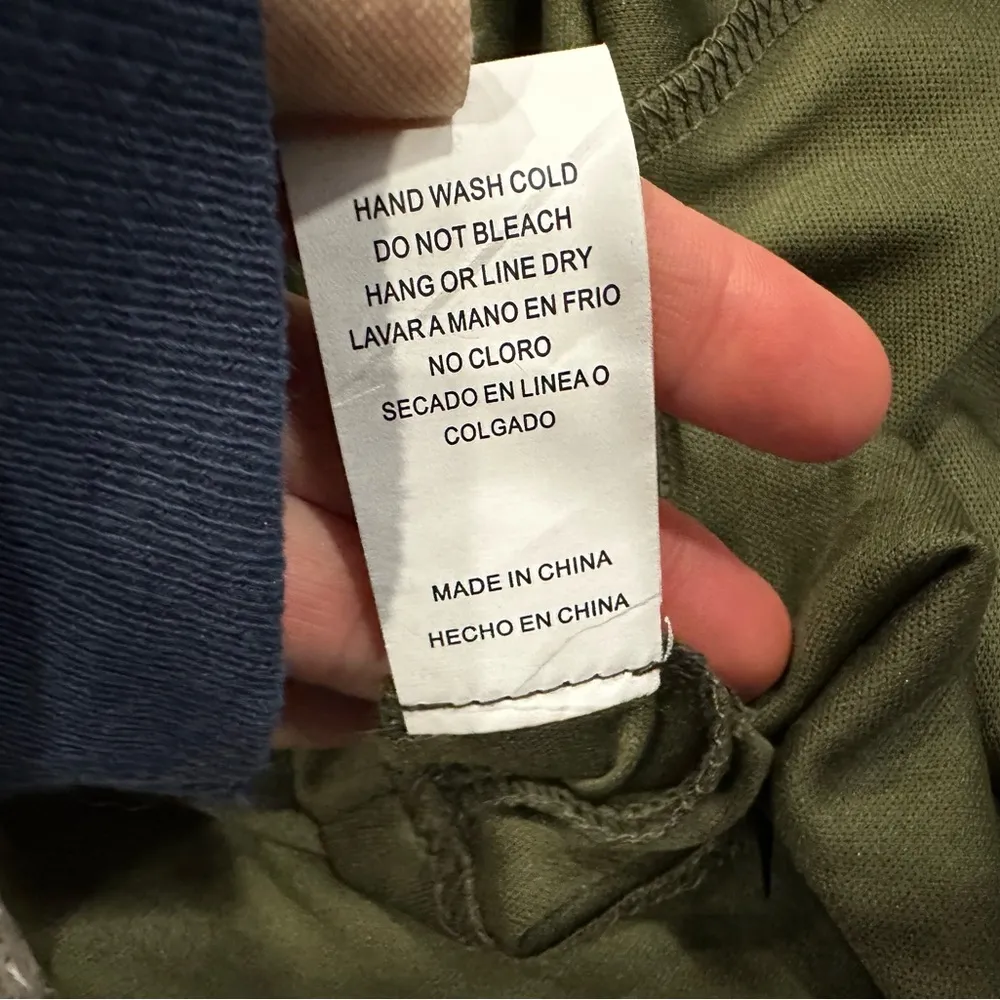 HAND WASH COLD
DO NOT BLEACH
HANG OR LINE DRY
LAVAR A MANO EN FRIO
NO CLORO
SECADO EN LINEA O
COLGADO
MADE IN CHINA
HECHO EN CHINA